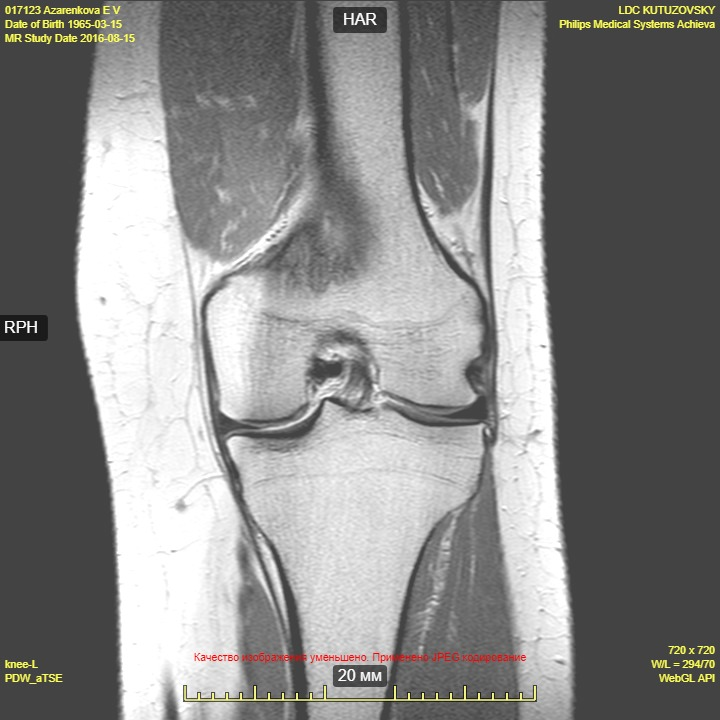 017123 Azarenkova E V
Date of Birth 1965-03-15
MR Study Date 2016-08-15
HAR
LDC KUTUZOVSKY
Philips Medical Systems Achieva
RPH
Качество изображения уменьшено. Применено JPEG кодирование
knee-L
PDW_aTSE
20 мм
720 x 720
W/L = 294/70
WebGL API